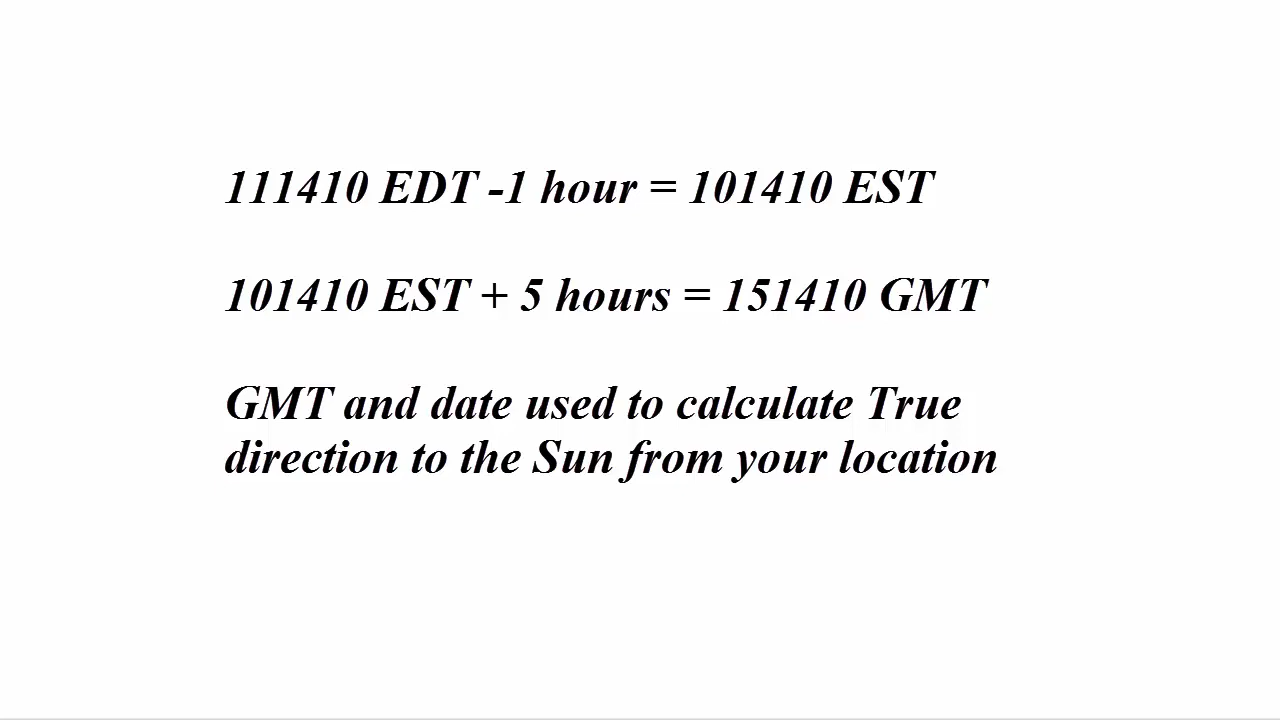 111410 EDT -1 hour = 101410 EST
101410 EST + 5 hours = 151410 GMT
GMT and date used to calculate True
direction to the Sun from your location